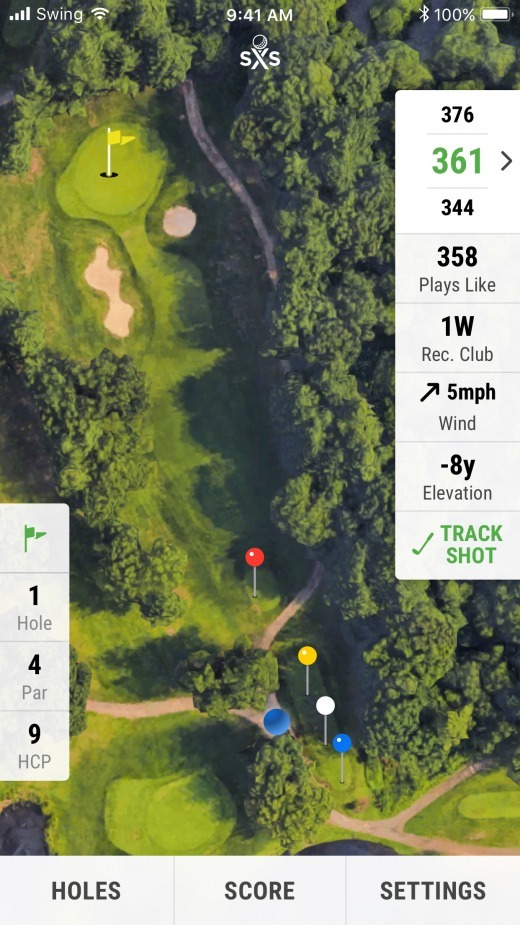 Swing
9:41 AM
100%
SXS
376
361
344
358
Plays Like
1W
Rec. Club
5mph
Wind
-8y
Elevation
TRACK
SHOT
1
Hole
4
Par
9
HCP
HOLES
SCORE
SETTINGS